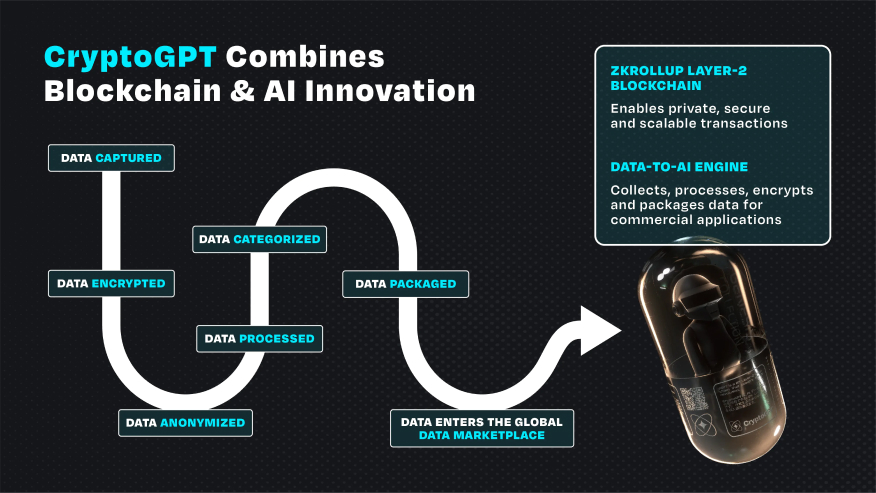 CryptoGPT Combines
Blockchain & AI Innovation
ZKROLLUP LAYER-2
BLOCKCHAIN
Enables private, secure
and scalable transactions
DATA-TO-AI ENGINE
Collects, processes, encrypts
and packages data for
commercial applications
DATA CAPTURED
DATA ENCRYPTED
DATA ANONYMIZED
DATA PROCESSED
DATA CATEGORIZED
DATA PACKAGED
DATA ENTERS THE GLOBAL
DATA MARKETPLACE